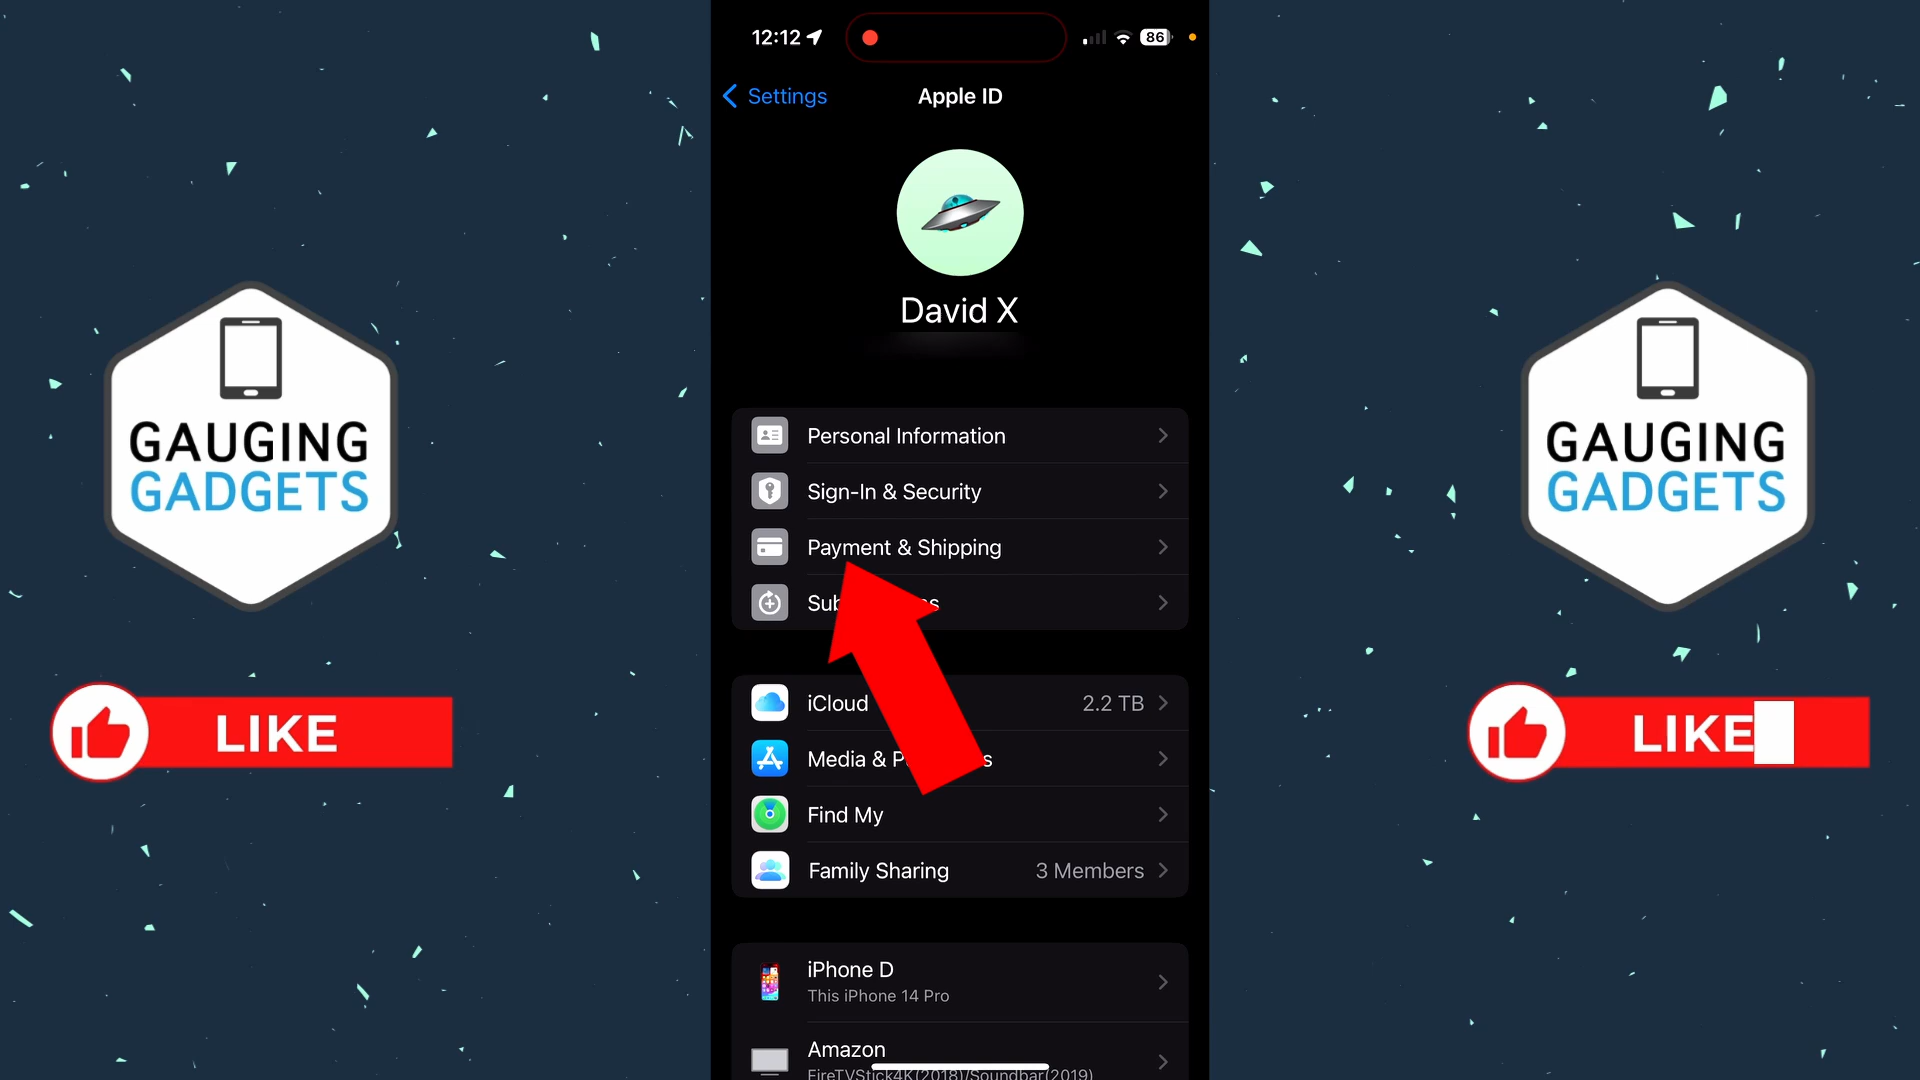 12:12
86
Settings
Apple ID
David X
GAUGING
GADGETS
LIKE
Personal Information
Sign-In & Security
Payment & Shipping
iCloud 2.2 TB
Media &
Find My
Family Sharing 3 Members
iPhone D
This iPhone 14 Pro
Amazon
FireTVStick4K(2018)/Soundbar(2019)
GAUGING
GADGETS
LIKE